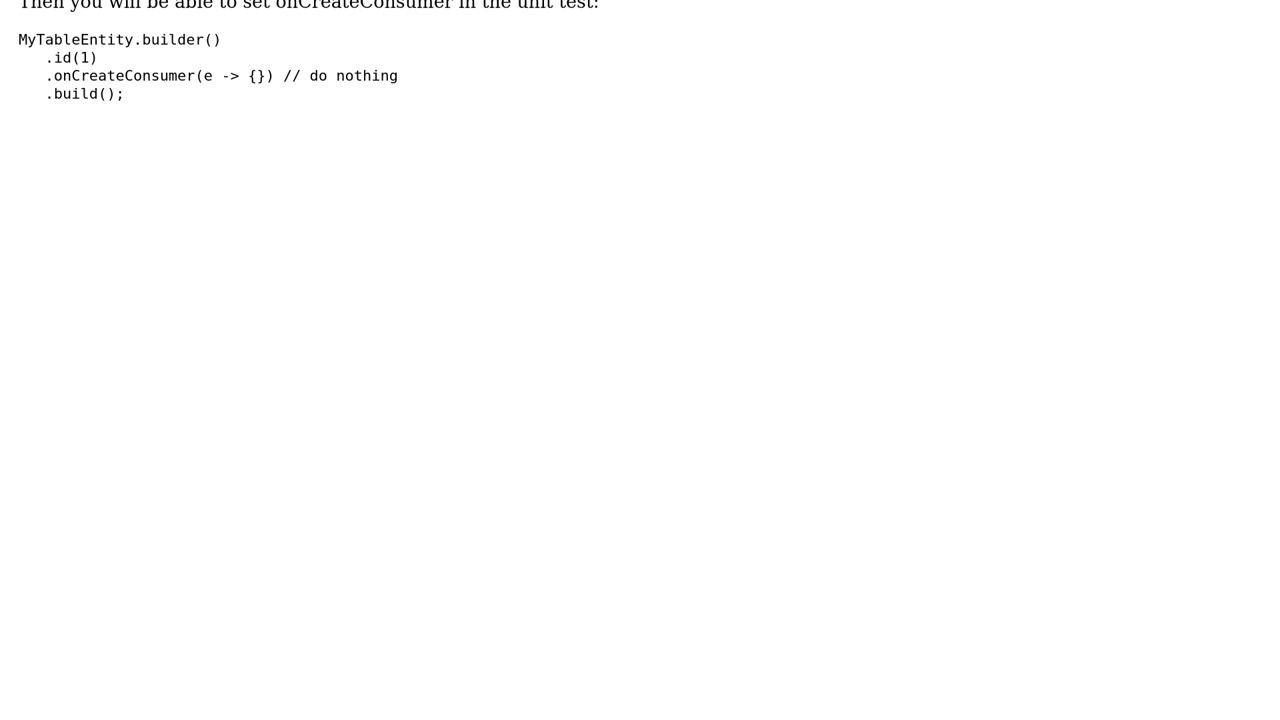 Then you will be able to set onCreateConsumer in the unit test:
MyTableEntity.builder()
   .id(1)
   .onCreateConsumer(e -> {}) // do nothing
   .build();